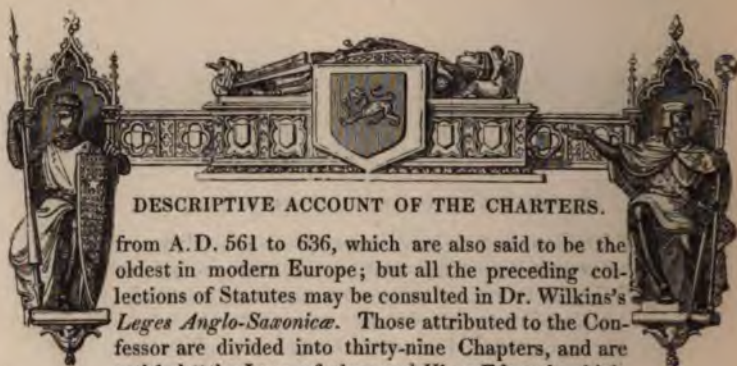 DESCRIPTIVE ACCOUNT OF THE CHARTERS.
from A.D. 561 to 636, which are also said to be the
oldest in modern Europe; but all the preceding col-
lections of Statutes may be consulted in Dr. Wilkins's
Leges Anglo-Saxonicæ. Those attributed to the Con-
fessor are divided into thirty-nine Chapters, and are